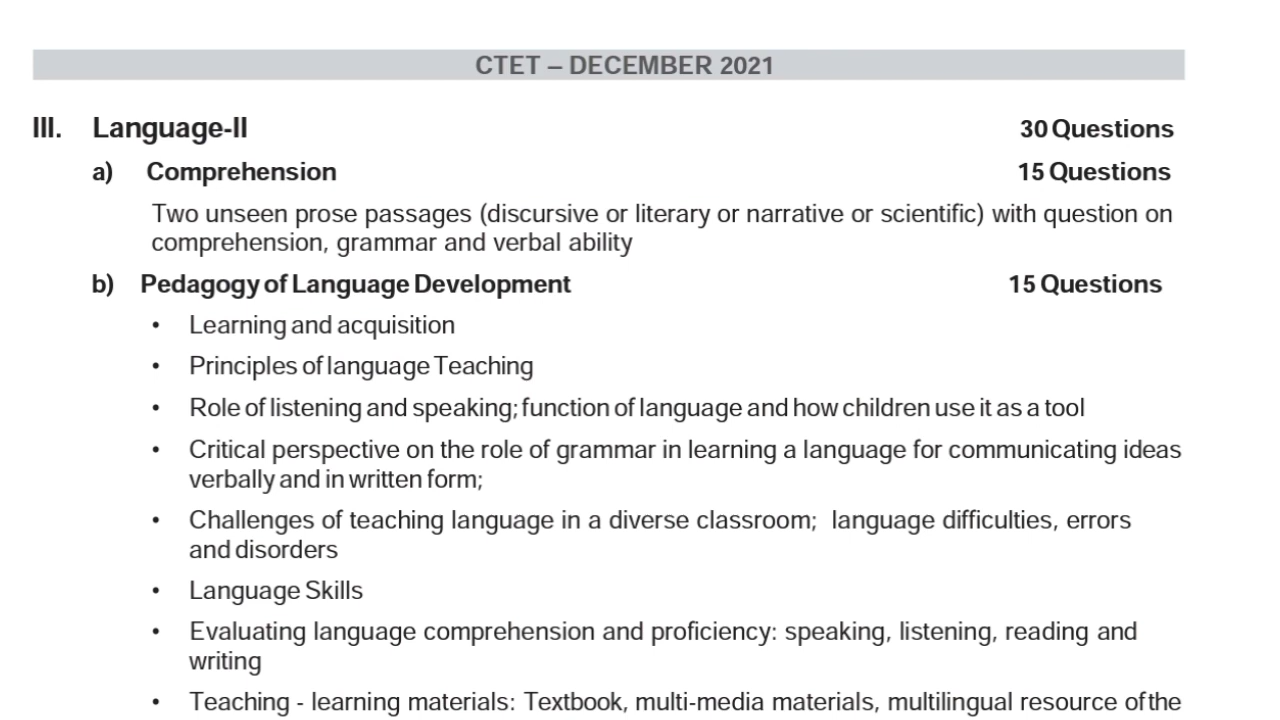 CTET – DECEMBER 2021
III. Language-II 30 Questions
a) Comprehension 15 Questions
Two unseen prose passages (discursive or literary or narrative or scientific) with question on
comprehension, grammar and verbal ability
b) Pedagogy of Language Development 15 Questions
• Learning and acquisition
• Principles of language Teaching
• Role of listening and speaking; function of language and how children use it as a tool
• Critical perspective on the role of grammar in learning a language for communicating ideas
verbally and in written form;
• Challenges of teaching language in a diverse classroom; language difficulties, errors
and disorders
• Language Skills
• Evaluating language comprehension and proficiency: speaking, listening, reading and
writing
• Teaching - learning materials: Textbook, multi-media materials, multilingual resource of the